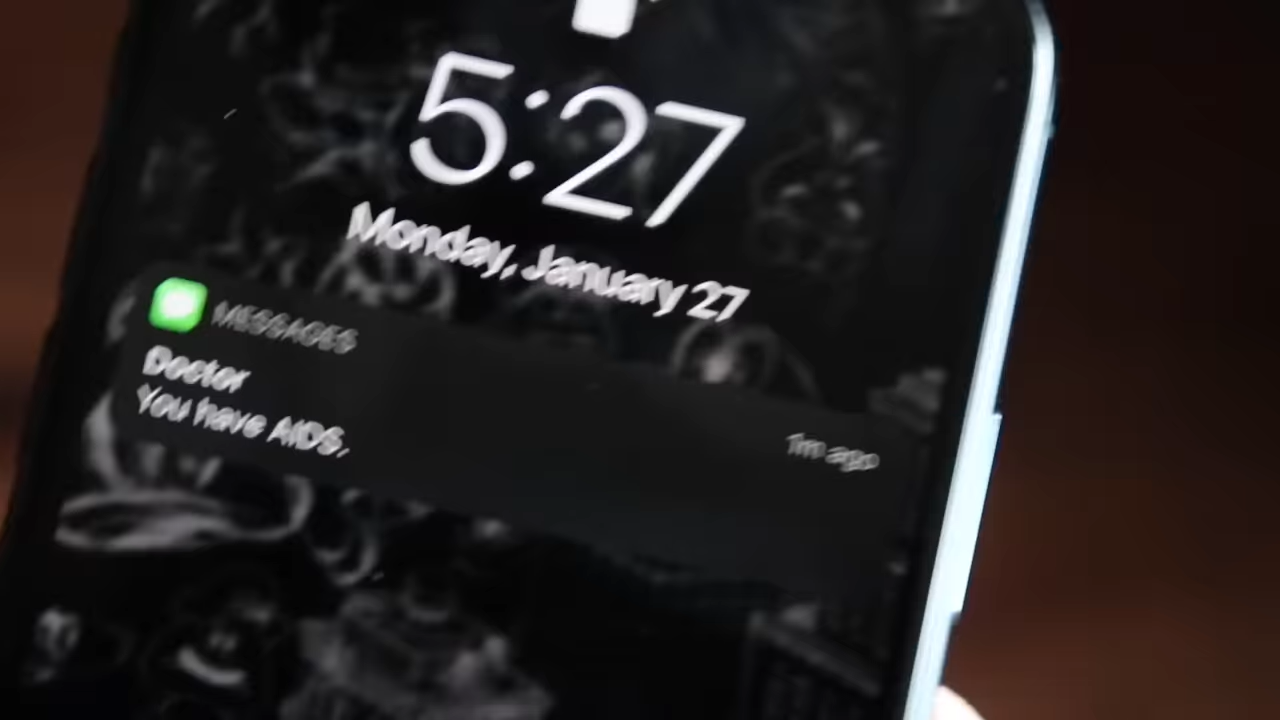 5:27
Monday, January 27
MESSAGES
Doctor
You have AIDS.
1m ago